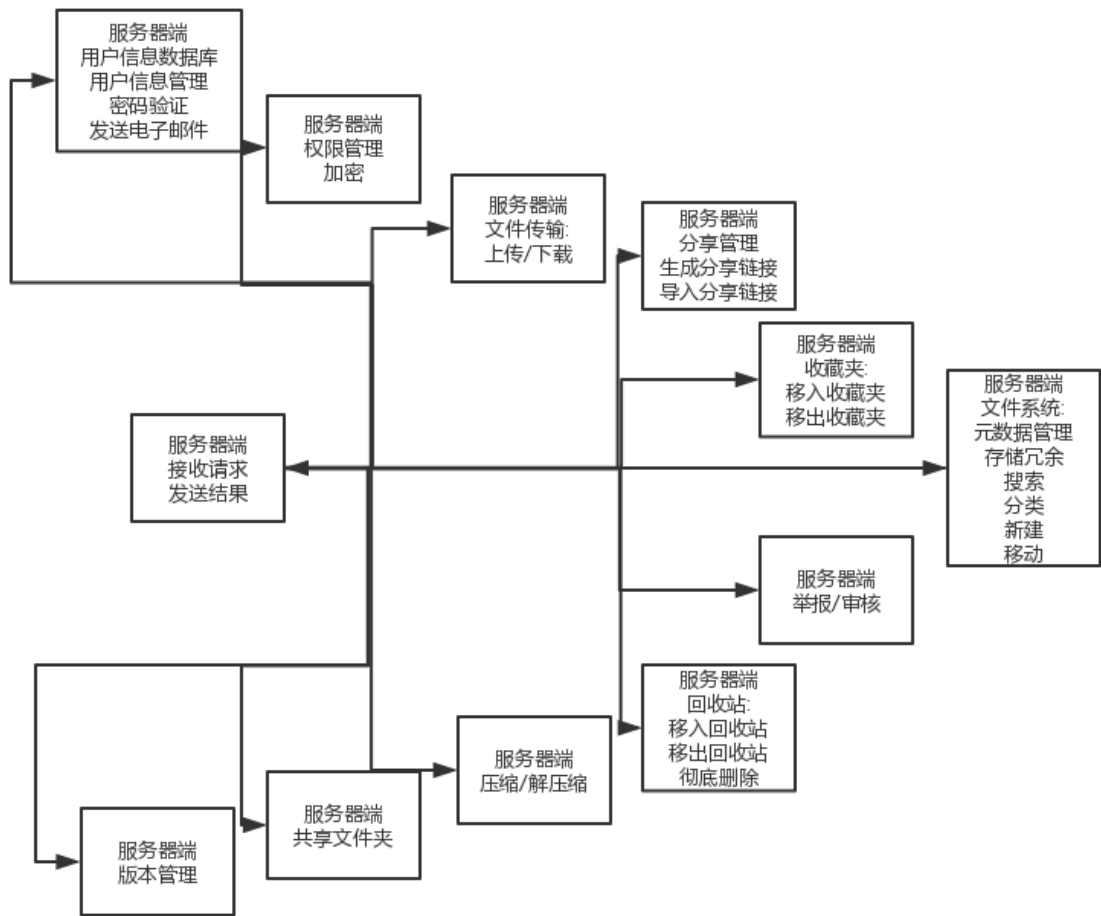 服务器端
用户信息数据库
用户信息管理
密码验证
发送电子邮件
服务器端
权限管理
加密
服务器端
文件传输:
上传/下载
服务器端
分享管理
生成分享链接
导入分享链接
服务器端
收藏夹:
移入收藏夹
移出收藏夹
服务器端
文件系统:
元数据管理
存储冗余
搜索
分类
新建
移动
服务器端
接收请求
发送结果
服务器端
举报/审核
服务器端
回收站:
移入回收站
移出回收站
彻底删除
服务器端
压缩/解压缩
服务器端
共享文件夹
服务器端
版本管理